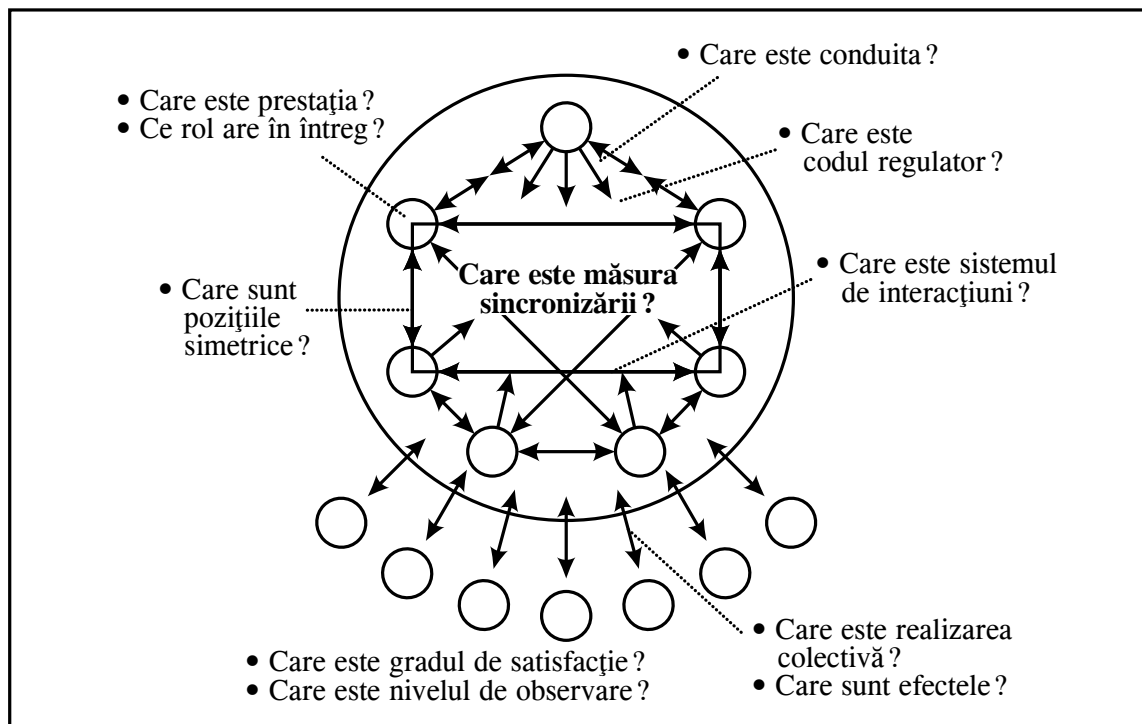 • Care este conduita ?
• Care este prestaţia ?
• Ce rol are în întreg ?
• Care este
codul regulator ?
Care este măsura
sincronizării ?
• Care este sistemul
de interacţiuni ?
• Care sunt
poziţiile
simetrice ?
• Care este realizarea
colectivă ?
• Care sunt efectele ?
• Care este gradul de satisfacţie ?
• Care este nivelul de observare ?